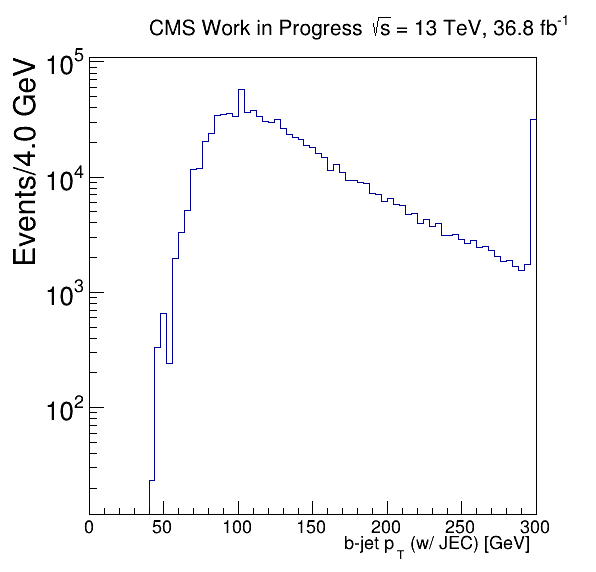 CMS Work in Progress √s = 13 TeV, 36.8 fb⁻¹
Events/4.0 GeV
10⁵
10⁴
10³
10²
0 50 100 150 200 250 300
b-jet p_T (w/ JEC) [GeV]